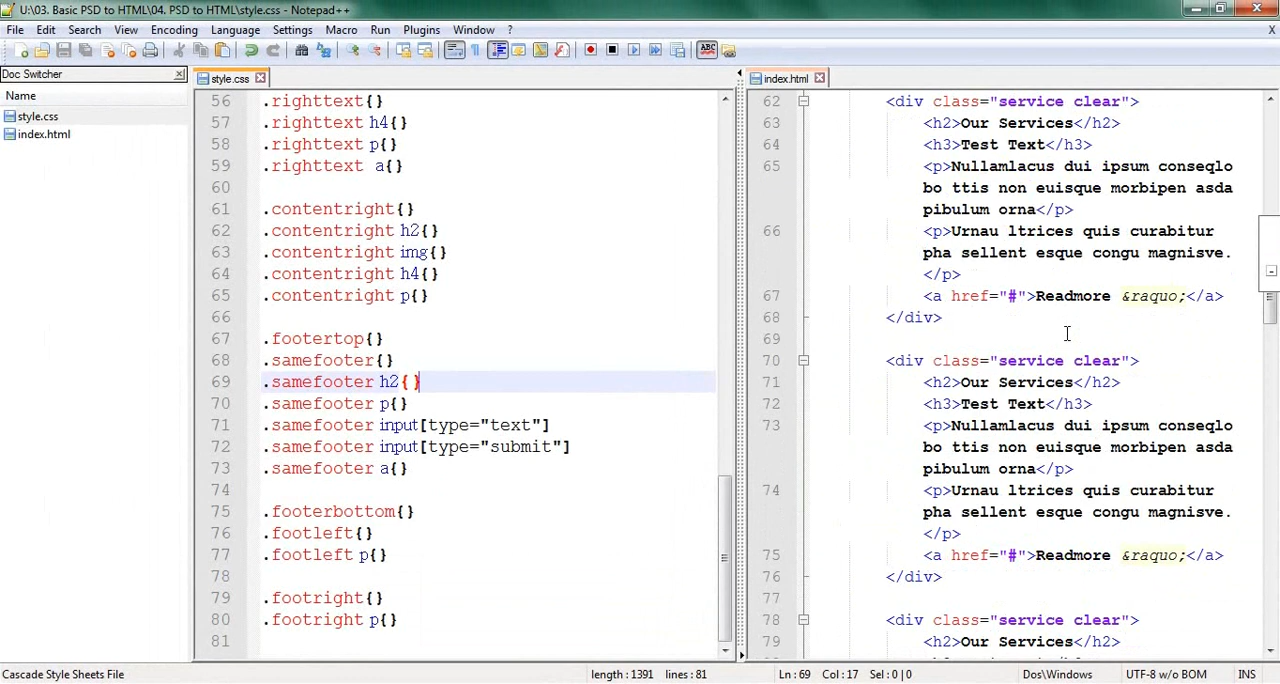 U:\03. Basic PSD to HTML\04. PSD to HTML\style.css - Notepad++
File Edit Search View Encoding Language Settings Macro Run Plugins Window ? X
ABC
Doc Switcher
Name
style.css
index.html
style.css
56 .righttext{}
57 .righttext h4{}
58 .righttext p{}
59 .righttext a{}
60
61 .contentright{}
62 .contentright h2{}
63 .contentright img{}
64 .contentright h4{}
65 .contentright p{}
66
67 .footertop{}
68 .samefooter{}
69 .samefooter h2{}
70 .samefooter p{}
71 .samefooter input[type="text"]
72 .samefooter input[type="submit"]
73 .samefooter a{}
74
75 .footerbottom{}
76 .footleft{}
77 .footleft p{}
78
79 .footright{}
80 .footright p{}
81
index.html
62 <div class="service clear">
63 <h2>Our Services</h2>
64 <h3>Test Text</h3>
65 <p>Nullamlacus dui ipsum conseqlo
bo ttis non euisque morbipen asda
pibulum orna</p>
66 <p>Urnau ltrices quis curabitur
pha sellent esque congu magnisve.
</p>
67 <a href="#">Readmore &raquo;</a>
68 </div>
69
70 <div class="service clear">
71 <h2>Our Services</h2>
72 <h3>Test Text</h3>
73 <p>Nullamlacus dui ipsum conseqlo
bo ttis non euisque morbipen asda
pibulum orna</p>
74 <p>Urnau ltrices quis curabitur
pha sellent esque congu magnisve.
</p>
75 <a href="#">Readmore &raquo;</a>
76 </div>
77
78 <div class="service clear">
79 <h2>Our Services</h2>
Cascade Style Sheets File length : 1391 lines : 81 Ln : 69 Col : 17 Sel : 0 | 0 Dos\Windows UTF-8 w/o BOM INS